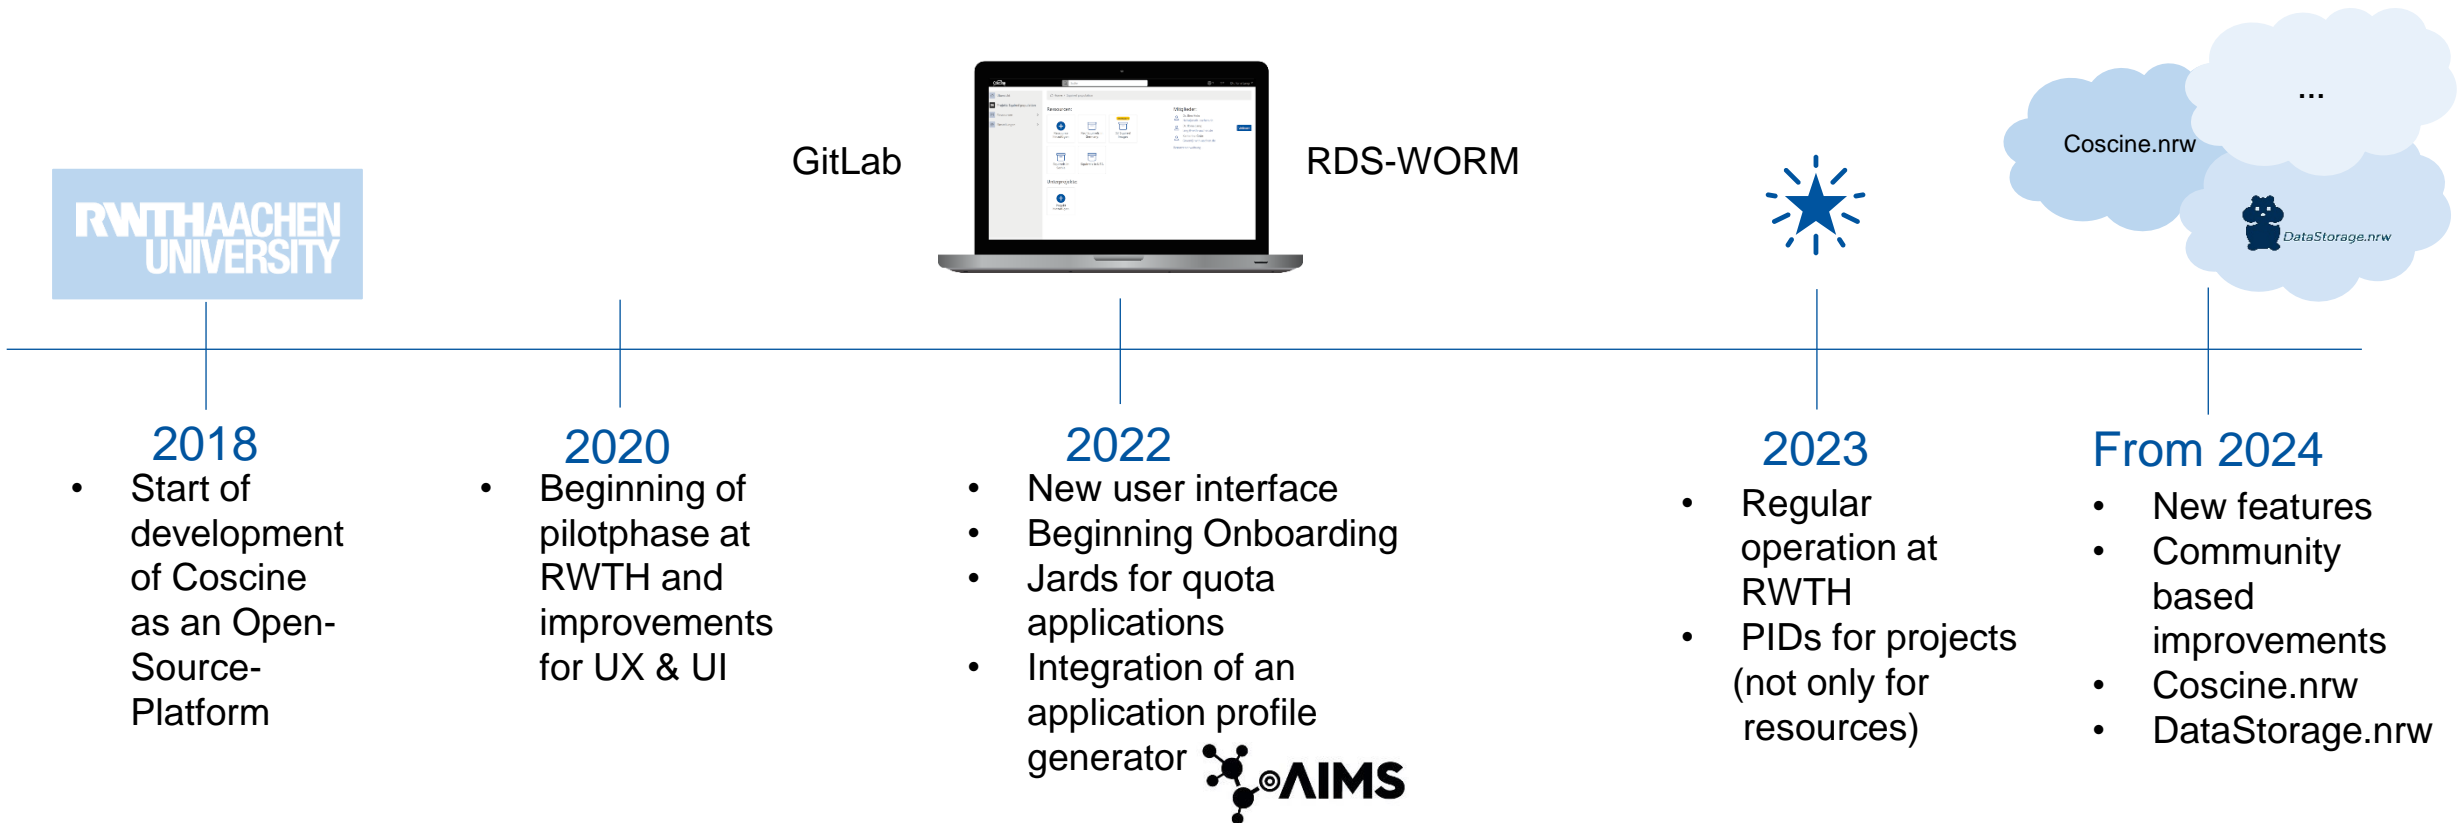 RWTHAACHEN
UNIVERSITY
GitLab
Ressourcen
Mitglieder
Unterprojekte
RDS-WORM
...
Coscine.nrw
DataStorage.nrw
2018
• Start of
development
of Coscine
as an Open-
Source-
Platform
2020
• Beginning of
pilotphase at
RWTH and
improvements
for UX & UI
2022
• New user interface
• Beginning Onboarding
• Jards for quota
applications
• Integration of an
application profile
generator
AIMS
2023
• Regular
operation at
RWTH
• PIDs for projects
(not only for
resources)
From 2024
• New features
• Community
based
improvements
• Coscine.nrw
• DataStorage.nrw